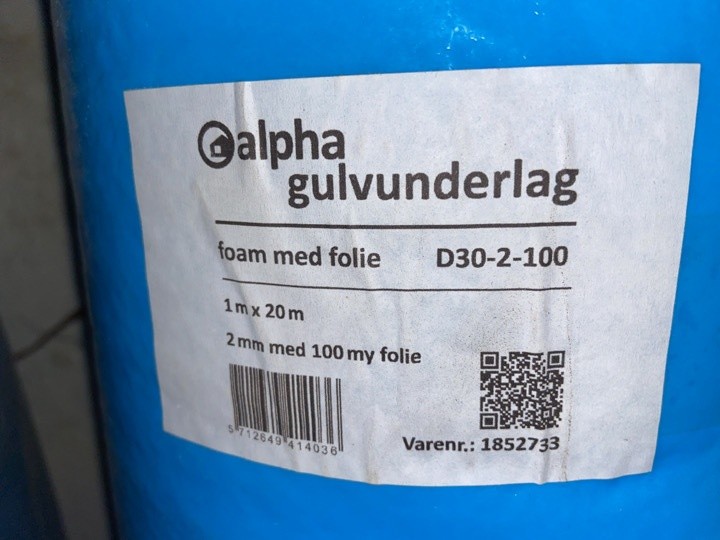 alpha
gulvunderlag
foam med folie D30-2-100
1 m x 20 m
2 mm med 100 my folie
5 712649 414036
Varenr.: 1852733